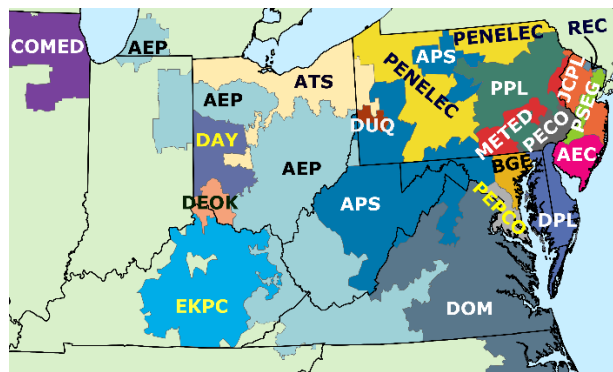 REC
PENELEC
COMED
AEP
APS
JCPL
ATS
PENELEC
PPL
AEP
PSEG
DUQ
METED
PECO
DAY
AEC
BGE
AEP
DEOK
APS
PEPCO
DPL
EKPC
DOM